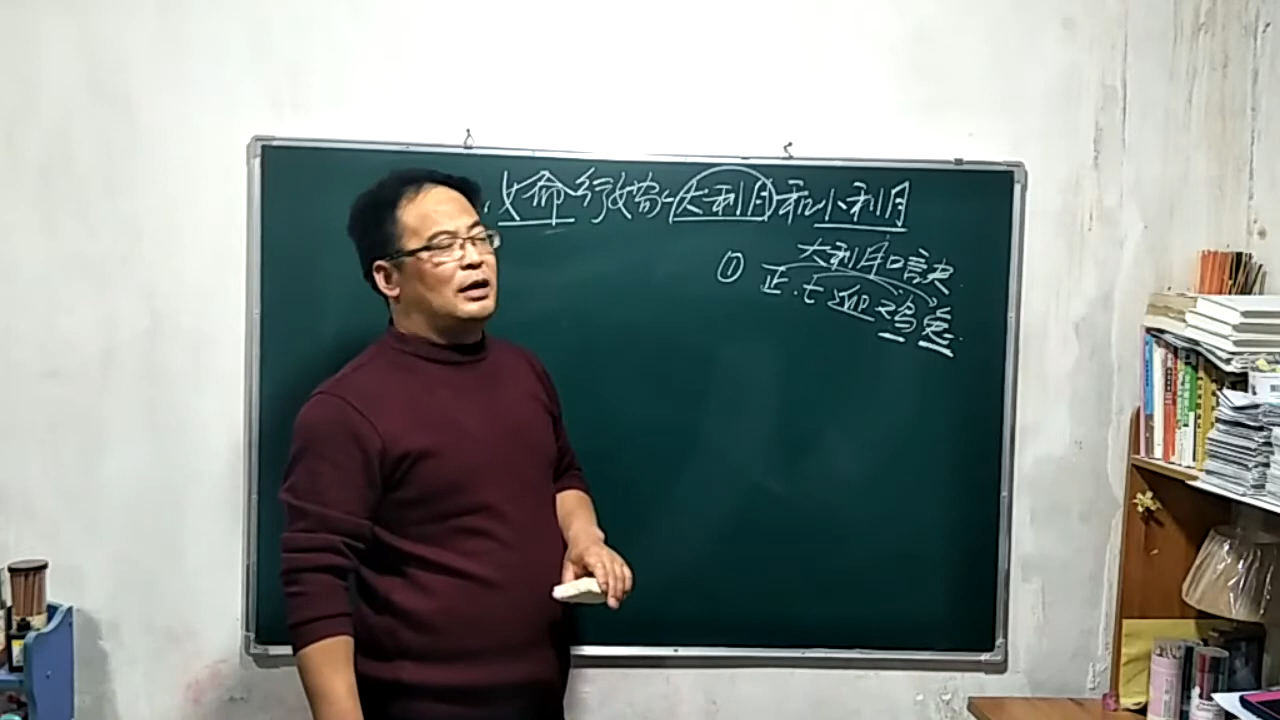 女命行嫁大利月和小利月
① 大利月口訣
正.七迎鸡兔.